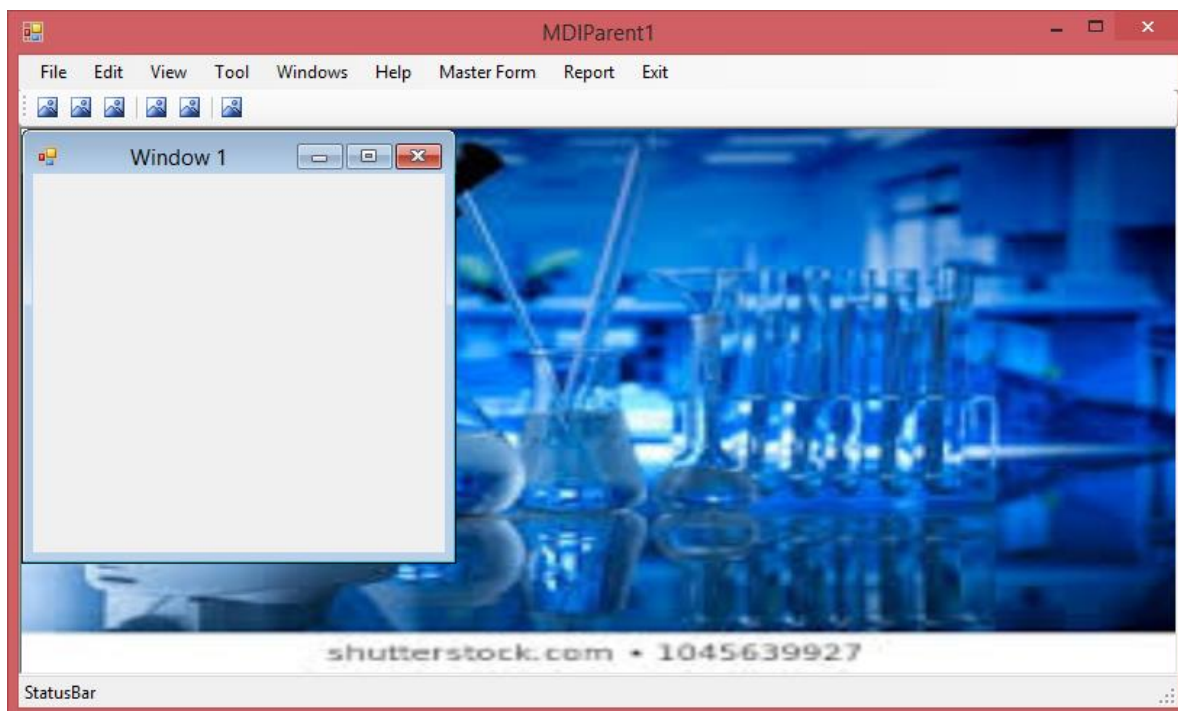 MDIParent1
File Edit View Tool Windows Help Master Form Report Exit
Window 1
shutterstock.com • 1045639927
StatusBar